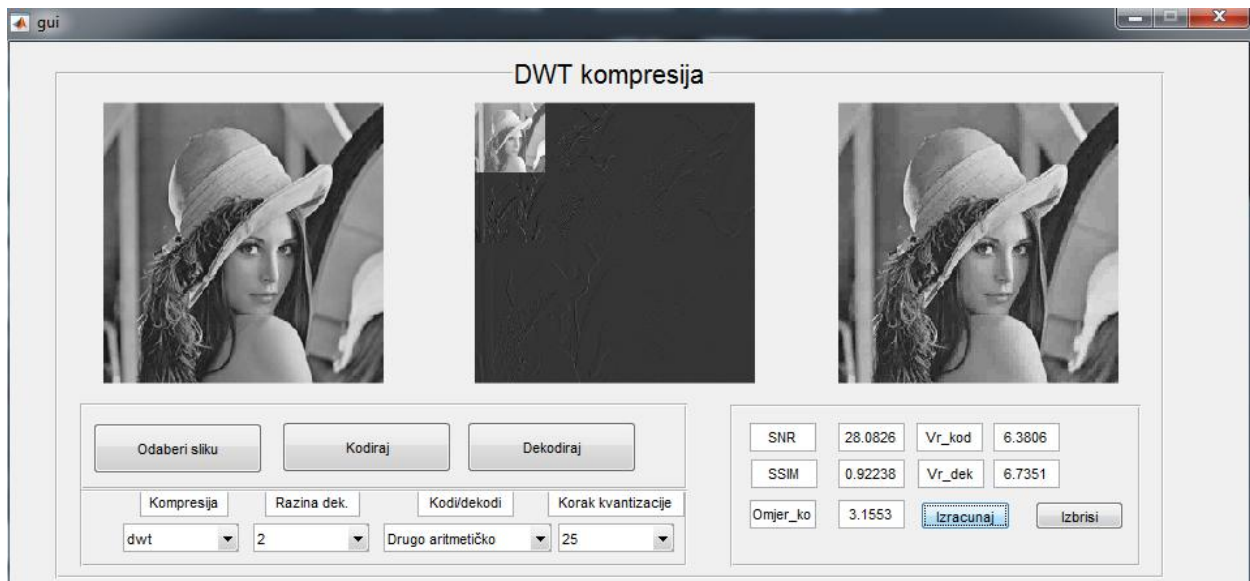 gui
DWT kompresija
Odaberi sliku
Kodiraj
Dekodiraj
Kompresija
Razina dek.
Kodi/dekodi
Korak kvantizacije
dwt
2
Drugo aritmetičko
25
SNR 28.0826 Vr_kod 6.3806
SSIM 0.92238 Vr_dek 6.7351
Omjer_ko 3.1553 Izracunaj Izbrisi